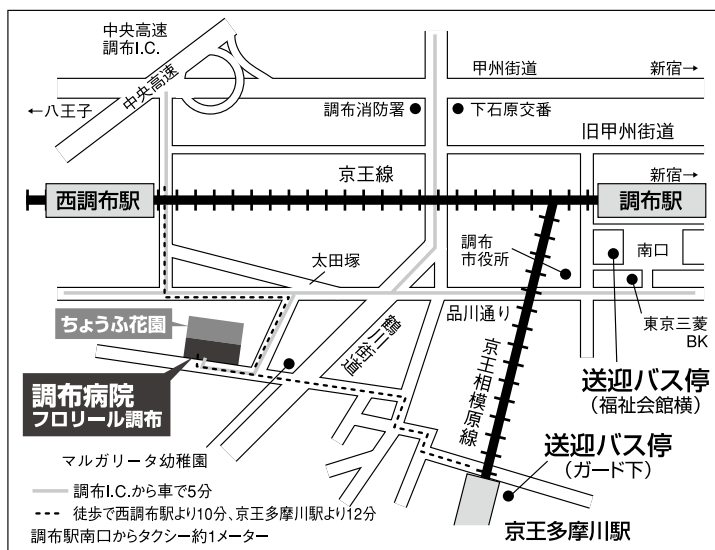 中央高速
調布I.C.
中央高速
甲州街道
新宿→
←八王子
調布消防署
下石原交番
旧甲州街道
京王線
新宿→
西調布駅
調布駅
太田塚
調布
市役所
南口
ちょうふ花園
鶴川街道
品川通り
東京三菱
BK
京王相模原線
調布病院
フロリール調布
送迎バス停
(福祉会館横)
マルガリータ幼稚園
送迎バス停
(ガード下)
調布I.C.から車で5分
徒歩で西調布駅より10分、京王多摩川駅より12分
調布駅南口からタクシー約1メーター
京王多摩川駅